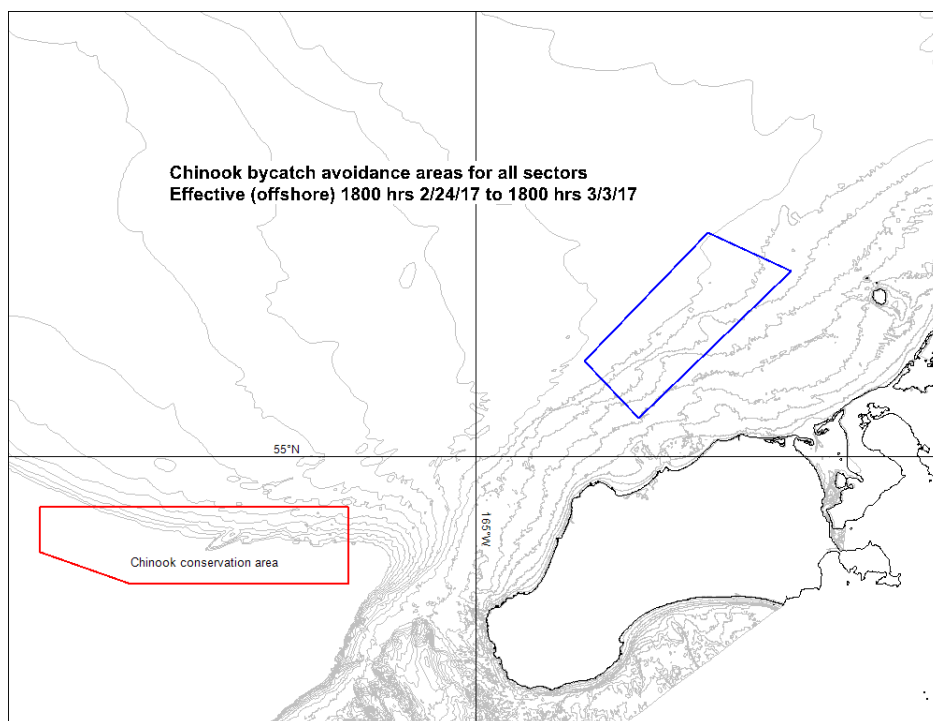 Chinook bycatch avoidance areas for all sectors
Effective (offshore) 1800 hrs 2/24/17 to 1800 hrs 3/3/17
55°N
165°W
Chinook conservation area